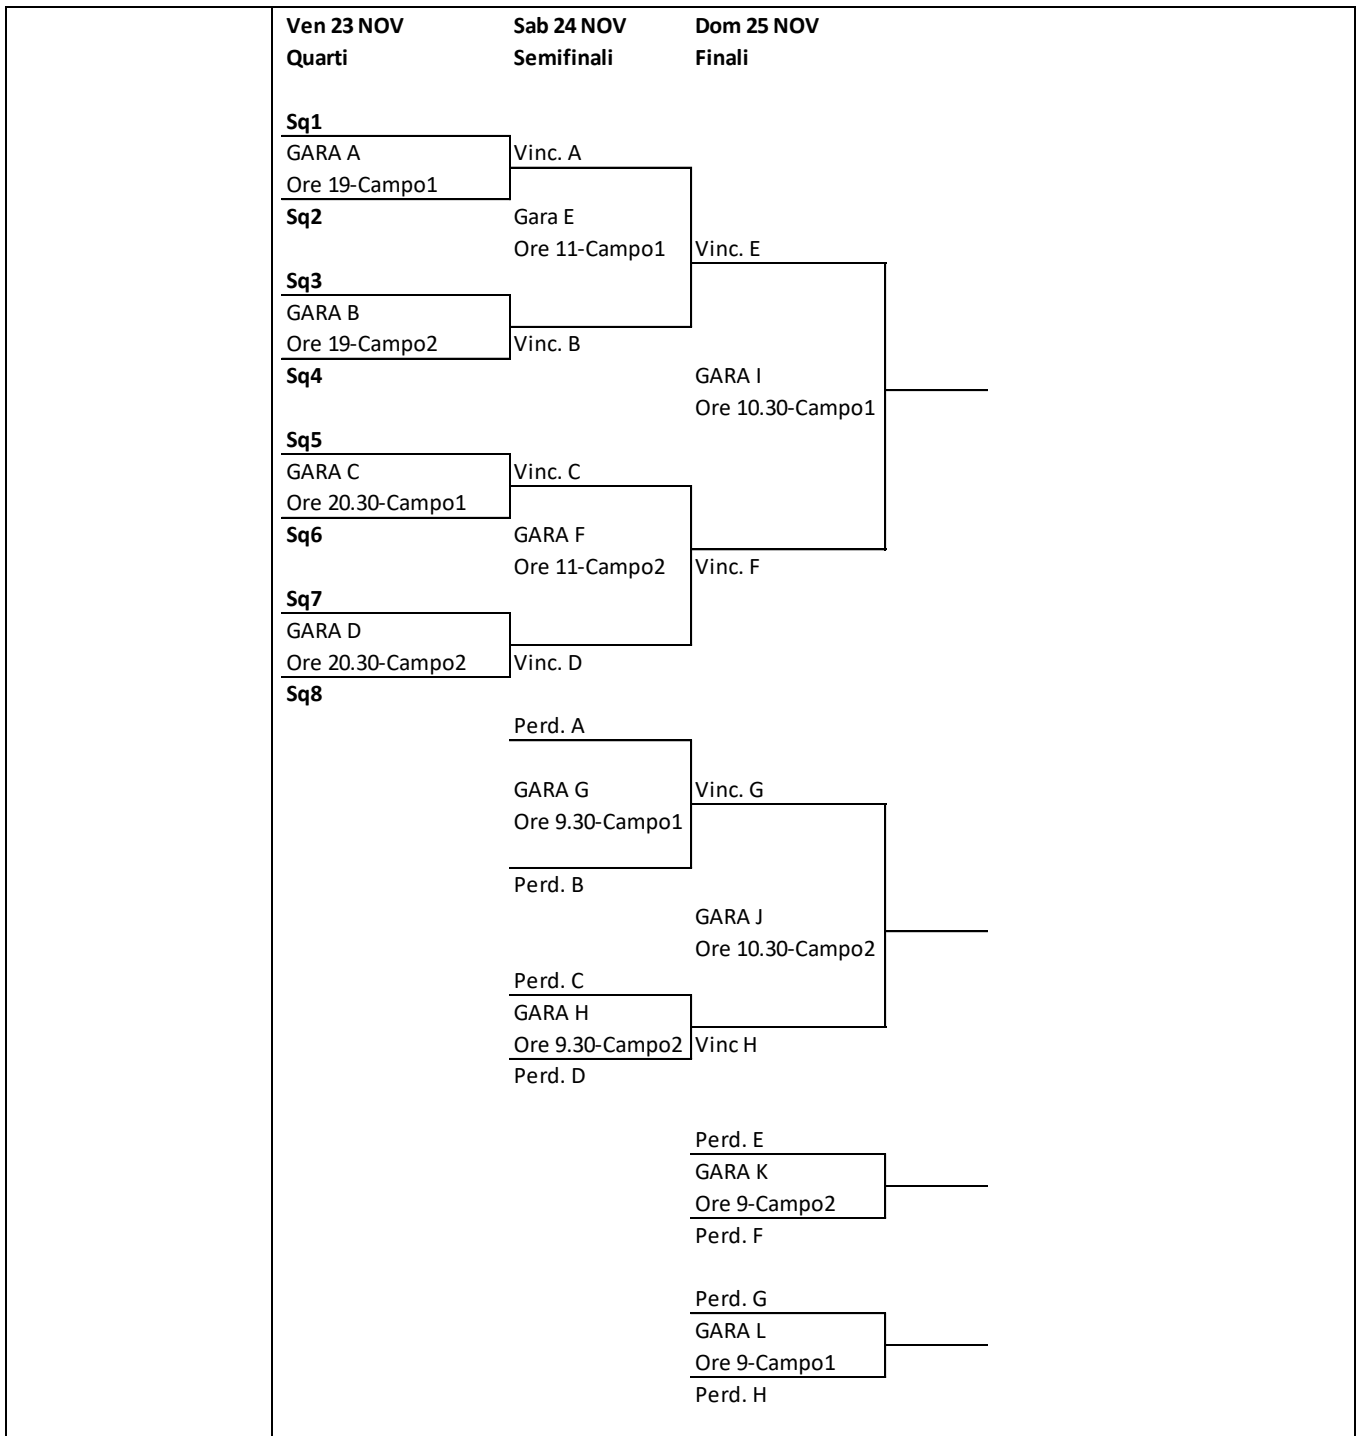 Ven 23 NOV Sab 24 NOV Dom 25 NOV
Quarti Semifinali Finali
Sq1
GARA A Vinc. A
Ore 19-Campo1
Sq2 Gara E
Ore 11-Campo1 Vinc. E
Sq3
GARA B
Ore 19-Campo2 Vinc. B
Sq4 GARA I
Ore 10.30-Campo1
Sq5
GARA C Vinc. C
Ore 20.30-Campo1
Sq6 GARA F
Ore 11-Campo2 Vinc. F
Sq7
GARA D
Ore 20.30-Campo2 Vinc. D
Sq8
Perd. A
GARA G Vinc. G
Ore 9.30-Campo1
Perd. B
GARA J
Ore 10.30-Campo2
Perd. C
GARA H
Ore 9.30-Campo2 Vinc H
Perd. D
Perd. E
GARA K
Ore 9-Campo2
Perd. F
Perd. G
GARA L
Ore 9-Campo1
Perd. H